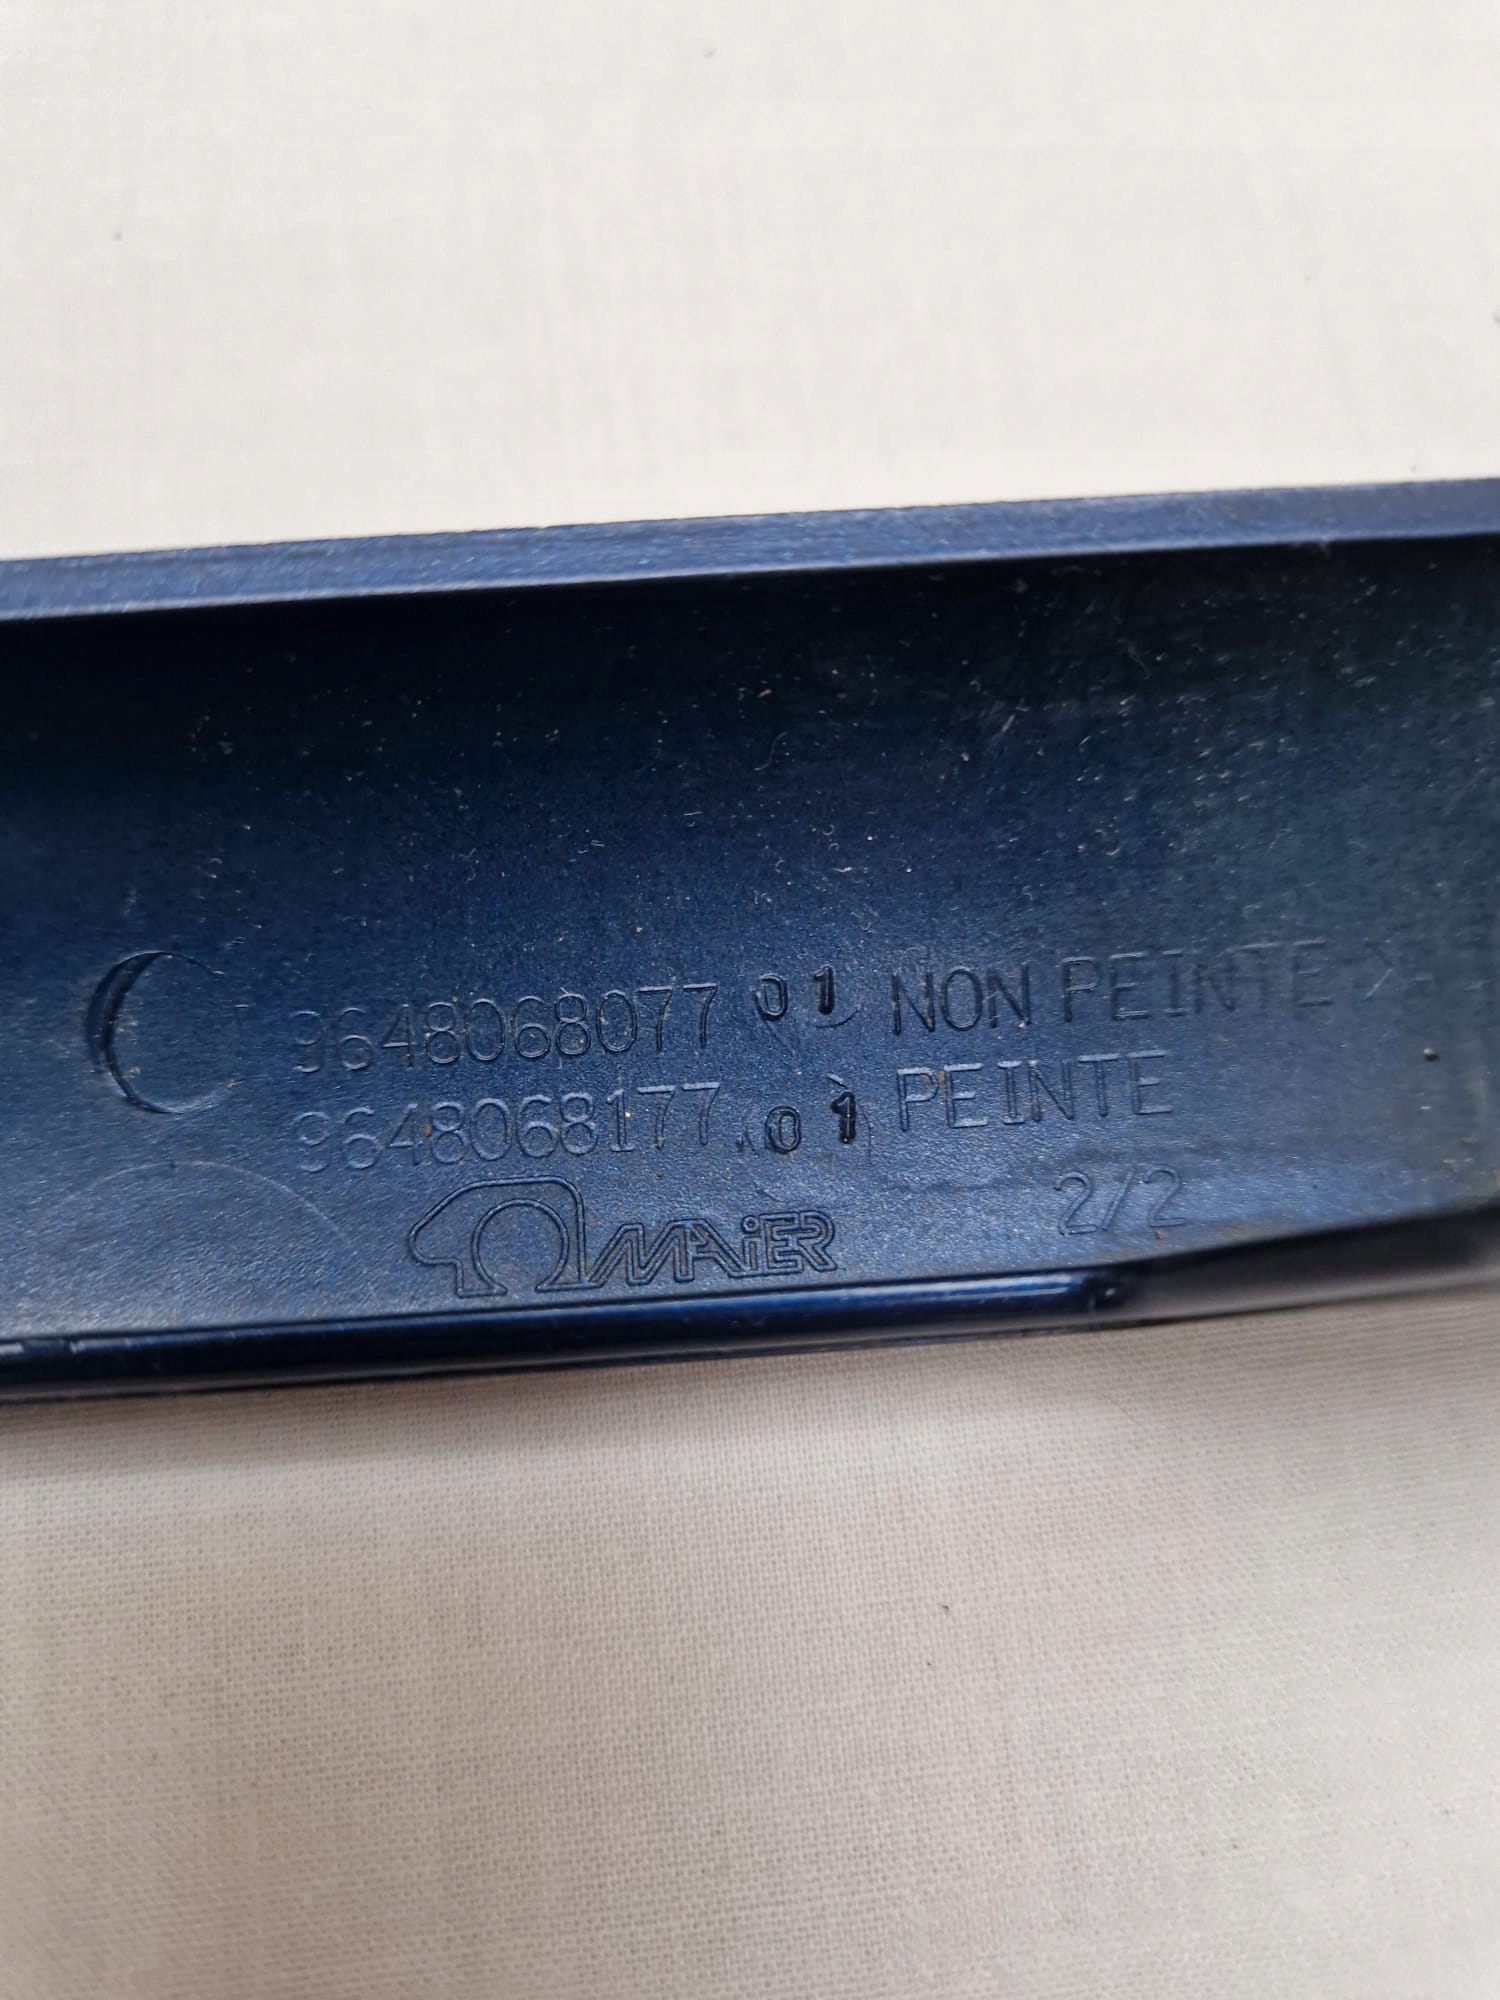 9648068077 01 NON PEINTE >
9648068177 01 PEINTE
MAiER 2/2